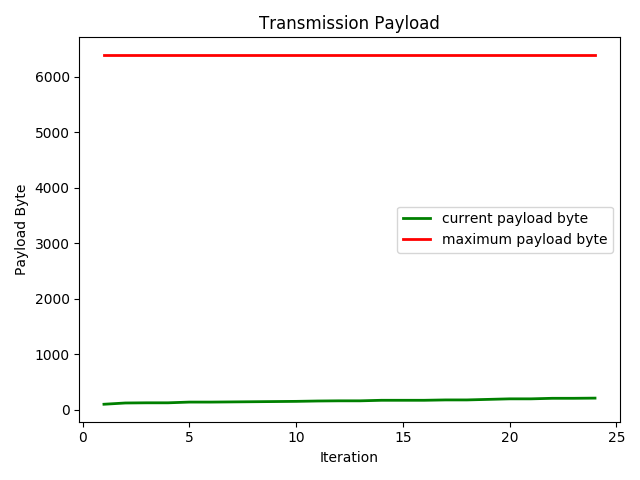 Transmission Payload
Payload Byte
6000
5000
4000
3000
2000
1000
0
current payload byte
maximum payload byte
0 5 10 15 20 25
Iteration